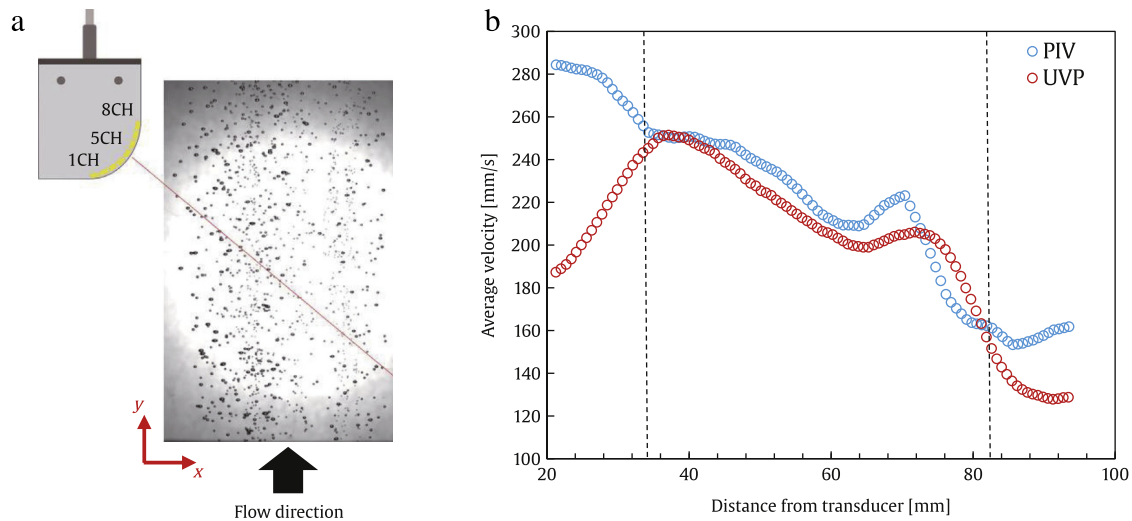 a
8CH
5CH
1CH
y
x
Flow direction
b
PIV
UVP
300
280
260
240
220
200
180
160
140
120
100
20
40
60
80
100
Average velocity [mm/s]
Distance from transducer [mm]